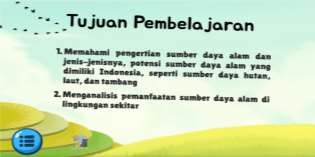 Tujuan Pembelajaran
1. Memahami pengertian sumber daya alam dan
jenis-jenisnya, potensi sumber daya alam yang
dimiliki Indonesia, seperti sumber daya hutan,
laut, dan tambang
2. Menganalisis pemanfaatan sumber daya alam di
lingkungan sekitar